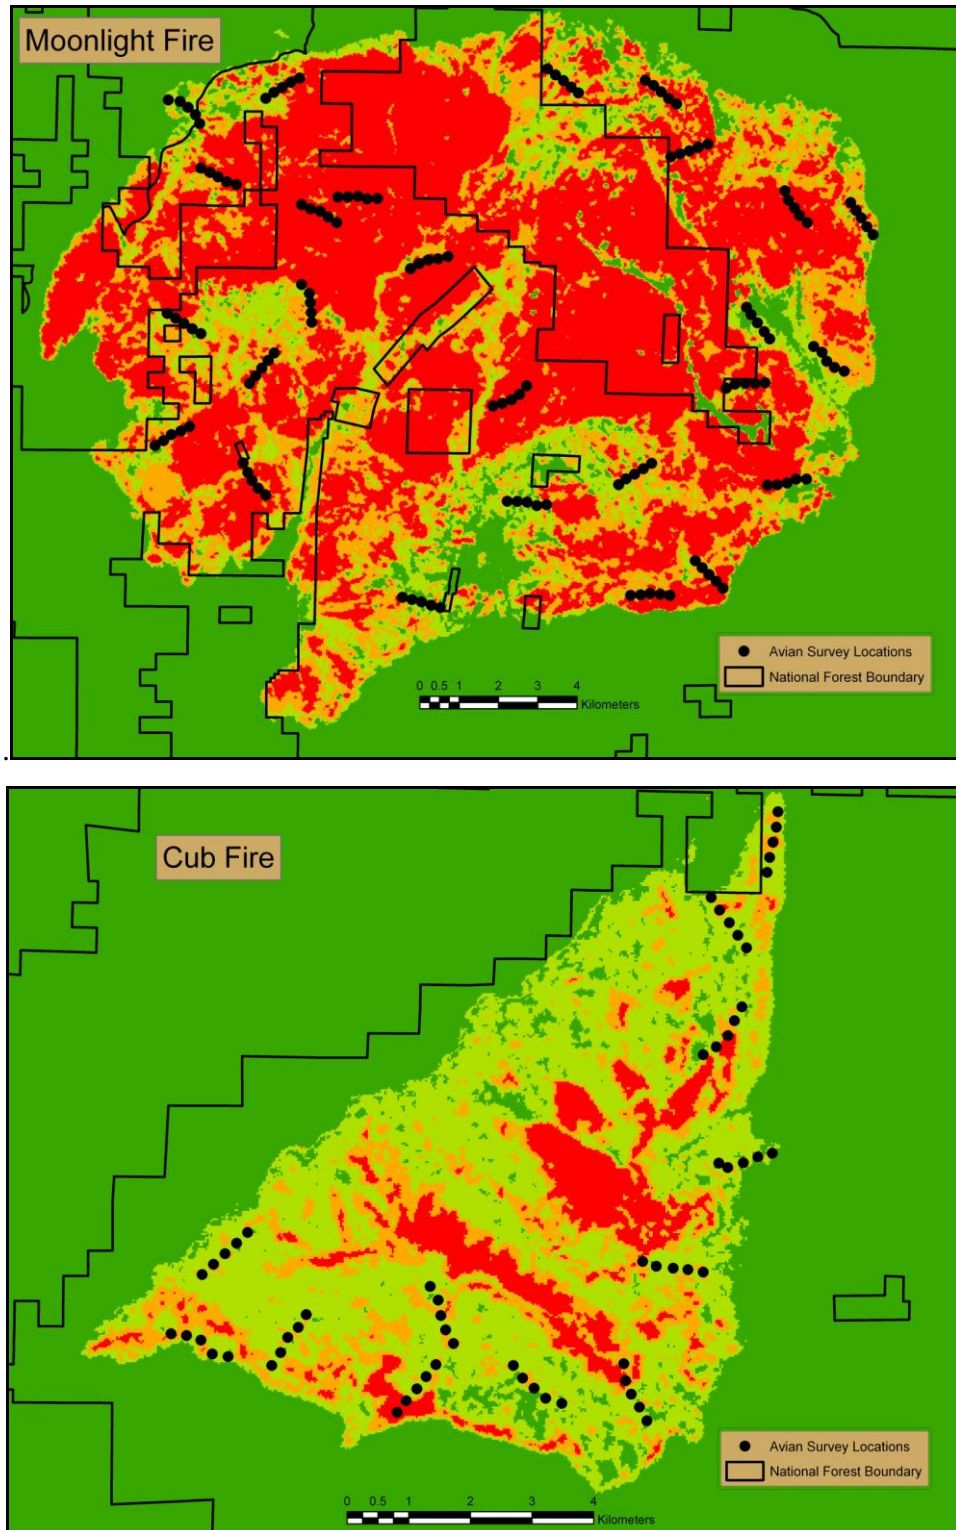 Moonlight Fire
Avian Survey Locations
National Forest Boundary
0 0.5 1 2 3 4
Kilometers
.
Cub Fire
Avian Survey Locations
National Forest Boundary
0 0.5 1 2 3 4
Kilometers